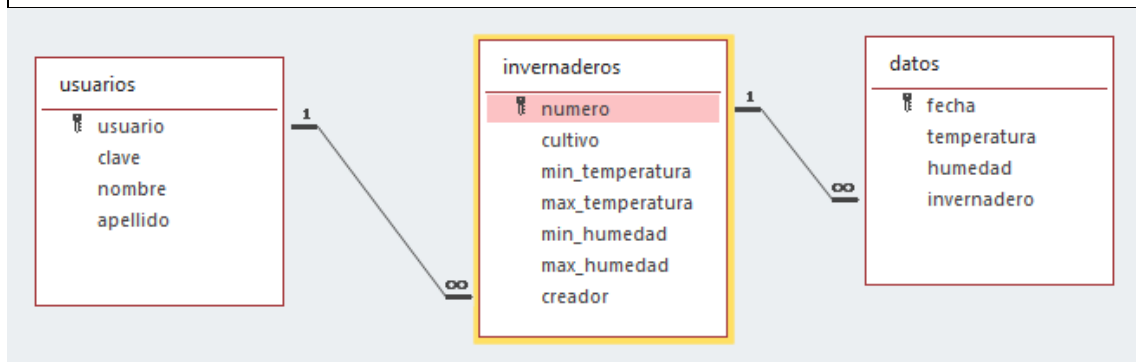 usuarios
usuario
clave
nombre
apellido
1
∞
invernaderos
numero
cultivo
min_temperatura
max_temperatura
min_humedad
max_humedad
creador
1
∞
datos
fecha
temperatura
humedad
invernadero